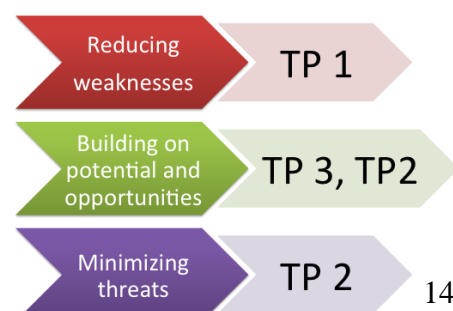 Reducing
weaknesses
TP 1
Building on
potential and
opportunities
TP 3, TP2
Minimizing
threats
TP 2
14